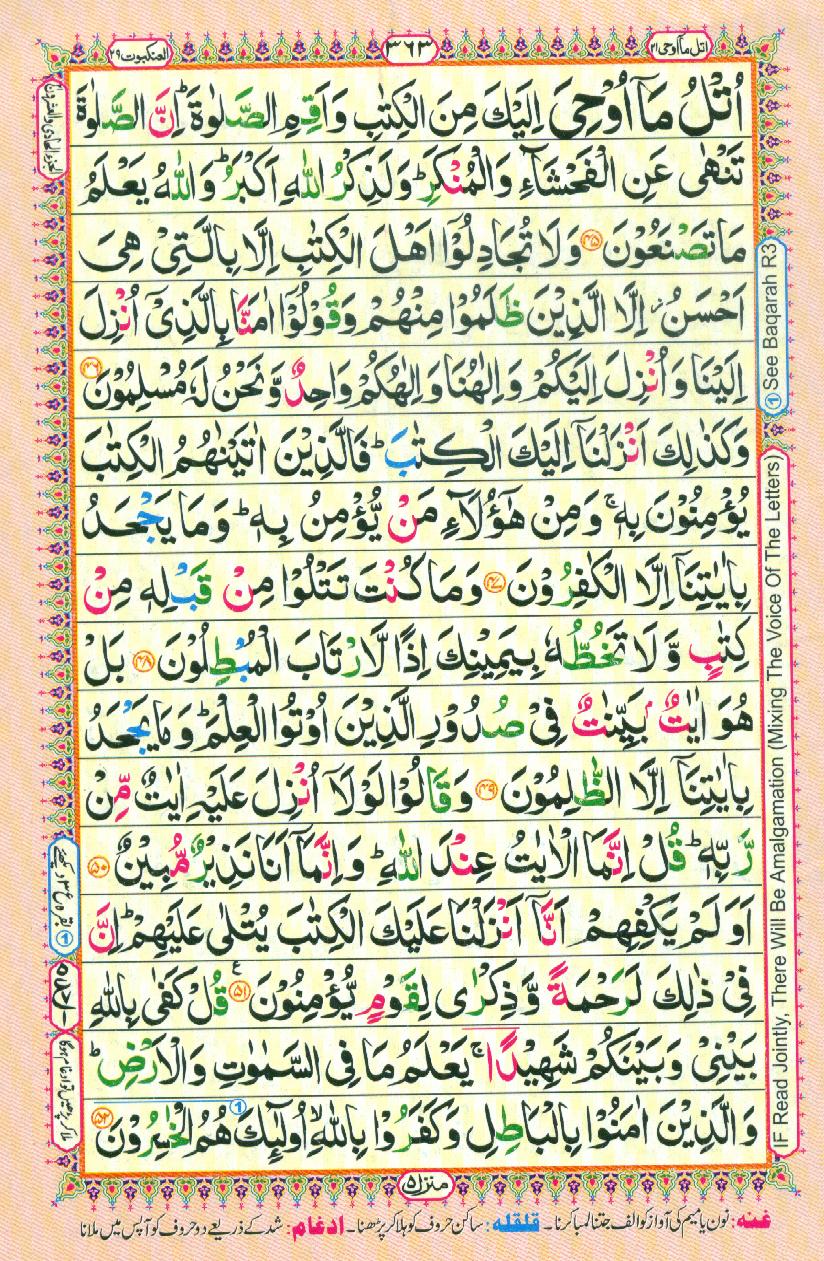 اتل مآ اوحی ۲۱
۳۶۳
العنکبوت ۲۹
اُتْلُ مَاۤ اُوْحِیَ اِلَیْكَ مِنَ الْكِتٰبِ وَاَقِمِ الصَّلٰوةَ ؕ اِنَّ الصَّلٰوةَ
تَنْهٰی عَنِ الْفَحْشَآءِ وَالْمُنْكَرِ ؕ وَلَذِكْرُ اللّٰهِ اَكْبَرُ ؕ وَاللّٰهُ یَعْلَمُ
مَا تَصْنَعُوْنَ ﴿۴۵﴾ وَلَا تُجَادِلُوْۤا اَهْلَ الْكِتٰبِ اِلَّا بِالَّتِیْ هِیَ
اَحْسَنُ ۖ اِلَّا الَّذِیْنَ ظَلَمُوْا مِنْهُمْ وَقُوْلُوْۤا اٰمَنَّا بِالَّذِیْۤ اُنْزِلَ
اِلَیْنَا وَاُنْزِلَ اِلَیْكُمْ وَاِلٰهُنَا وَاِلٰهُكُمْ وَاحِدٌ وَّنَحْنُ لَهٗ مُسْلِمُوْنَ ﴿۴۶﴾
وَكَذٰلِكَ اَنْزَلْنَاۤ اِلَیْكَ الْكِتٰبَ ؕ فَالَّذِیْنَ اٰتَیْنٰهُمُ الْكِتٰبَ
یُؤْمِنُوْنَ بِهٖ ۚ وَمِنْ هٰۤؤُلَآءِ مَنْ یُّؤْمِنُ بِهٖ ؕ وَمَا یَجْحَدُ
بِاٰیٰتِنَاۤ اِلَّا الْكٰفِرُوْنَ ﴿۴۷﴾ وَمَا كُنْتَ تَتْلُوْا مِنْ قَبْلِهٖ مِنْ
كِتٰبٍ وَّلَا تَخُطُّهٗ بِیَمِیْنِكَ اِذًا لَّارْتَابَ الْمُبْطِلُوْنَ ﴿۴۸﴾ بَلْ
هُوَ اٰیٰتٌۢ بَیِّنٰتٌ فِیْ صُدُوْرِ الَّذِیْنَ اُوْتُوا الْعِلْمَ ؕ وَمَا یَجْحَدُ
بِاٰیٰتِنَاۤ اِلَّا الظّٰلِمُوْنَ ﴿۴۹﴾ وَقَالُوْا لَوْلَاۤ اُنْزِلَ عَلَیْهِ اٰیٰتٌ مِّنْ
رَّبِّهٖ ؕ قُلْ اِنَّمَا الْاٰیٰتُ عِنْدَ اللّٰهِ ؕ وَاِنَّمَاۤ اَنَا نَذِیْرٌ مُّبِیْنٌ ﴿۵۰﴾
اَوَلَمْ یَكْفِهِمْ اَنَّاۤ اَنْزَلْنَا عَلَیْكَ الْكِتٰبَ یُتْلٰی عَلَیْهِمْ ؕ اِنَّ
فِیْ ذٰلِكَ لَرَحْمَةً وَّذِكْرٰی لِقَوْمٍ یُّؤْمِنُوْنَ ﴿۵۱﴾ ع قُلْ كَفٰی بِاللّٰهِ
بَیْنِیْ وَبَیْنَكُمْ شَهِیْدًا ۚ یَعْلَمُ مَا فِی السَّمٰوٰتِ وَالْاَرْضِ ؕ
وَالَّذِیْنَ اٰمَنُوْا بِالْبَاطِلِ وَكَفَرُوْا بِاللّٰهِ ۙ اُولٰٓئِكَ ① هُمُ الْخٰسِرُوْنَ ﴿۵۲﴾
① See Baqarah R3
IF Read Jointly, There Will Be Amalgamation (Mixing The Voice Of The Letters)
منزل ۵
غنہ: نون یا میم کی آواز کو الف جتنا لمبا کرنا۔ قلقلہ: ساکن حروف کو ہلا کر پڑھنا۔ ادغام: شد کے ذریعے دو حروف کو آپس میں ملانا